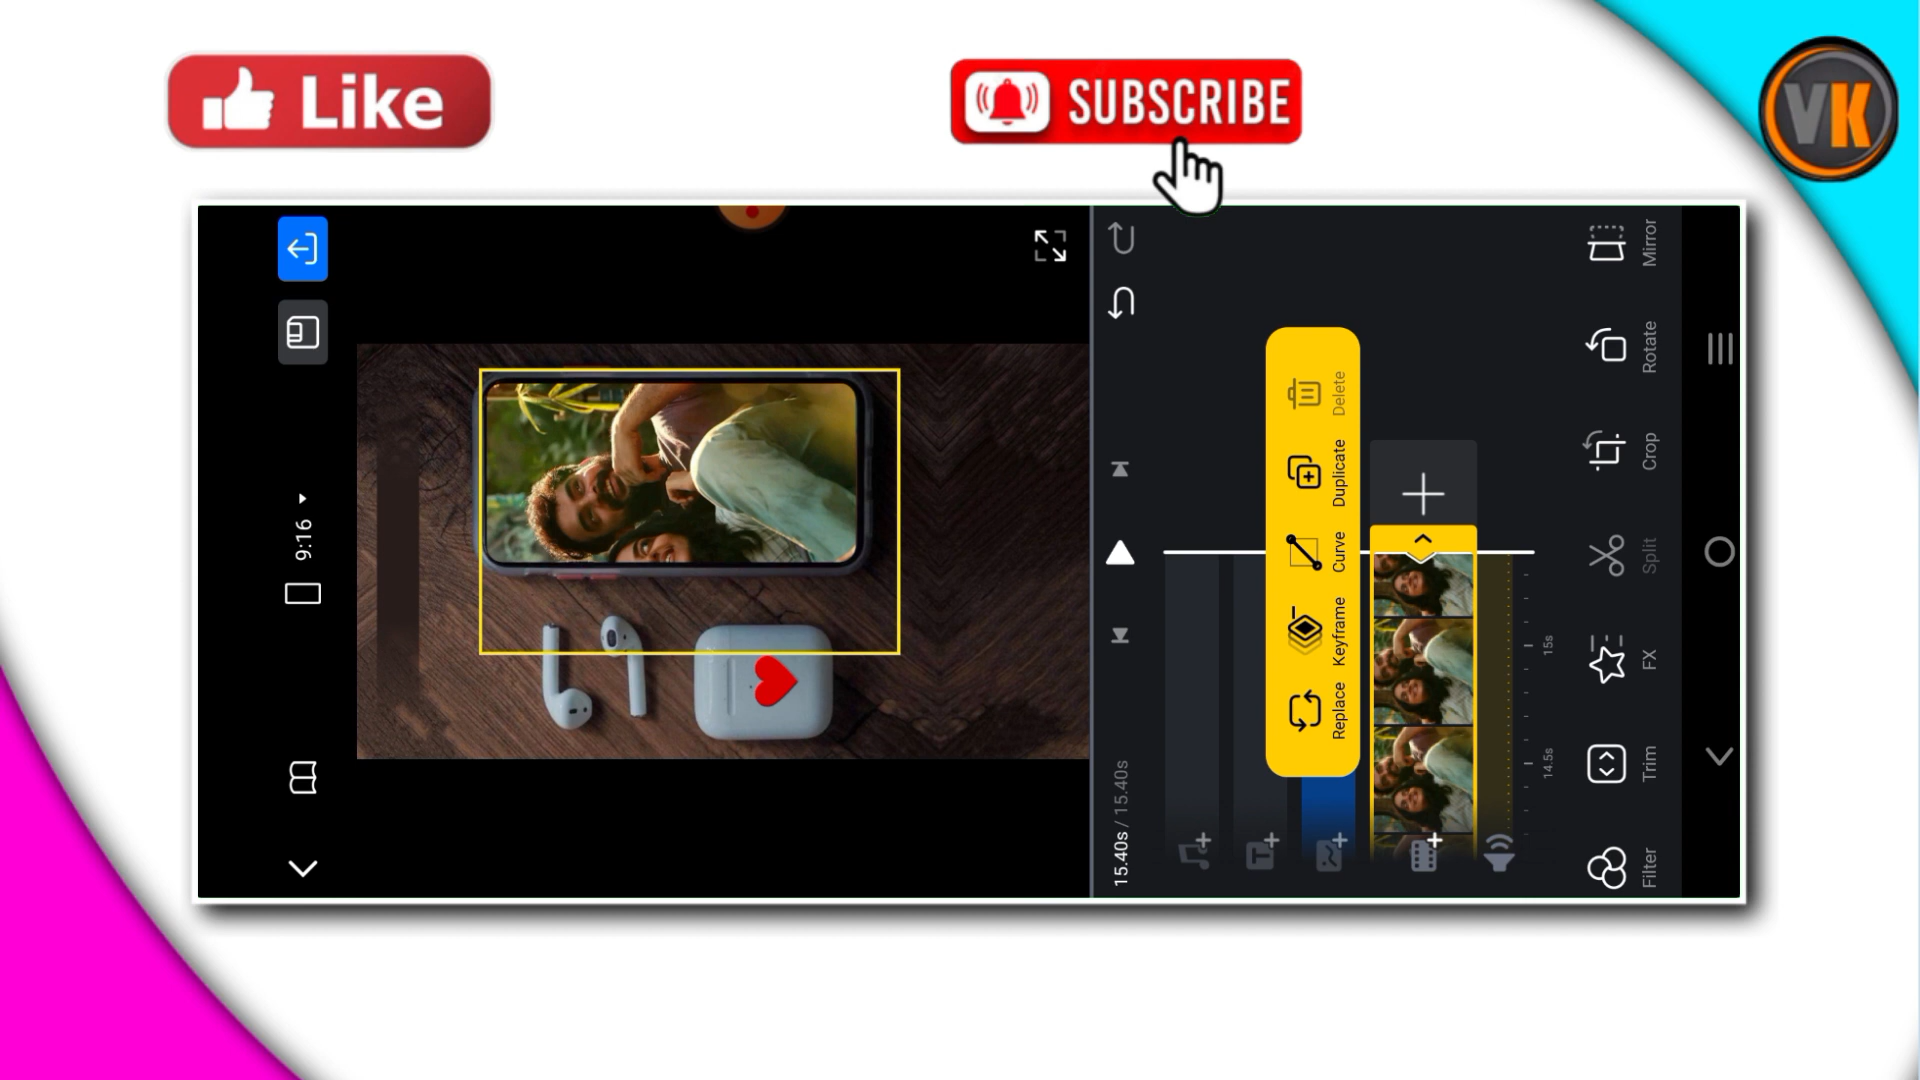 Like
SUBSCRIBE
VK
9:16
15.40s / 15.40s
Delete
Duplicate
Curve
Keyframe
Replace
15s
14.5s
Mirror
Rotate
Crop
Split
FX
Trim
Filter